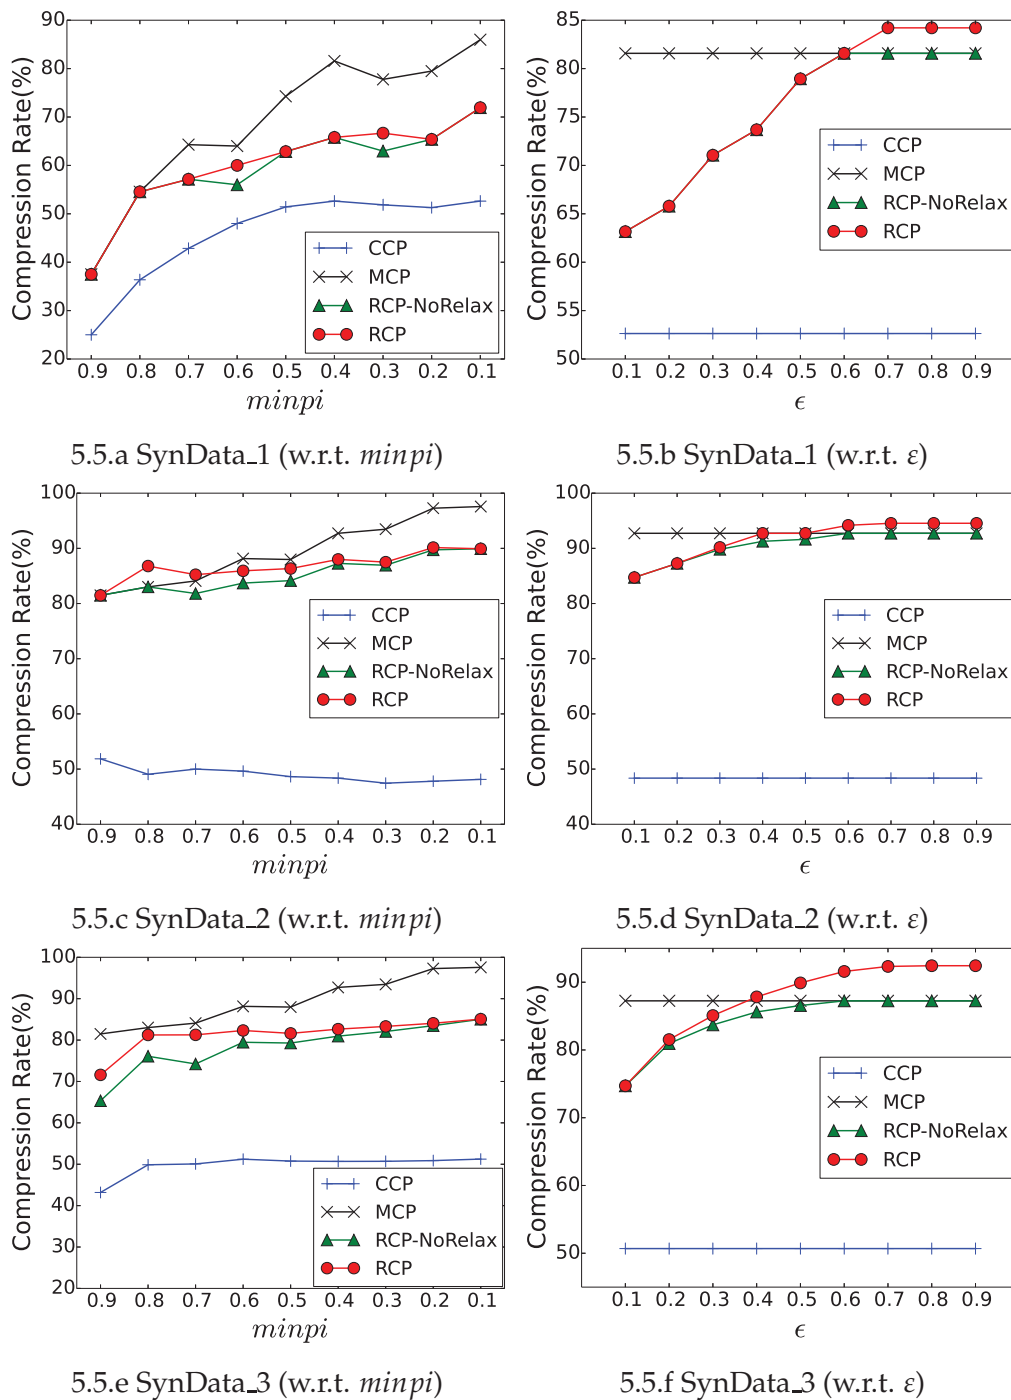 90
80
70
60
50
40
30
20
Compression Rate(%)
CCP
MCP
RCP-NoRelax
RCP
0.9 0.8 0.7 0.6 0.5 0.4 0.3 0.2 0.1
minpi
5.5.a SynData_1 (w.r.t. minpi)
85
80
75
70
65
60
55
50
Compression Rate(%)
CCP
MCP
RCP-NoRelax
RCP
0.1 0.2 0.3 0.4 0.5 0.6 0.7 0.8 0.9
ϵ
5.5.b SynData_1 (w.r.t. ε)
100
90
80
70
60
50
40
Compression Rate(%)
CCP
MCP
RCP-NoRelax
RCP
0.9 0.8 0.7 0.6 0.5 0.4 0.3 0.2 0.1
minpi
5.5.c SynData_2 (w.r.t. minpi)
100
90
80
70
60
50
40
Compression Rate(%)
CCP
MCP
RCP-NoRelax
RCP
0.1 0.2 0.3 0.4 0.5 0.6 0.7 0.8 0.9
ϵ
5.5.d SynData_2 (w.r.t. ε)
100
90
80
70
60
50
40
30
20
Compression Rate(%)
CCP
MCP
RCP-NoRelax
RCP
0.9 0.8 0.7 0.6 0.5 0.4 0.3 0.2 0.1
minpi
5.5.e SynData_3 (w.r.t. minpi)
90
80
70
60
50
Compression Rate(%)
CCP
MCP
RCP-NoRelax
RCP
0.1 0.2 0.3 0.4 0.5 0.6 0.7 0.8 0.9
ϵ
5.5.f SynData_3 (w.r.t. ε)